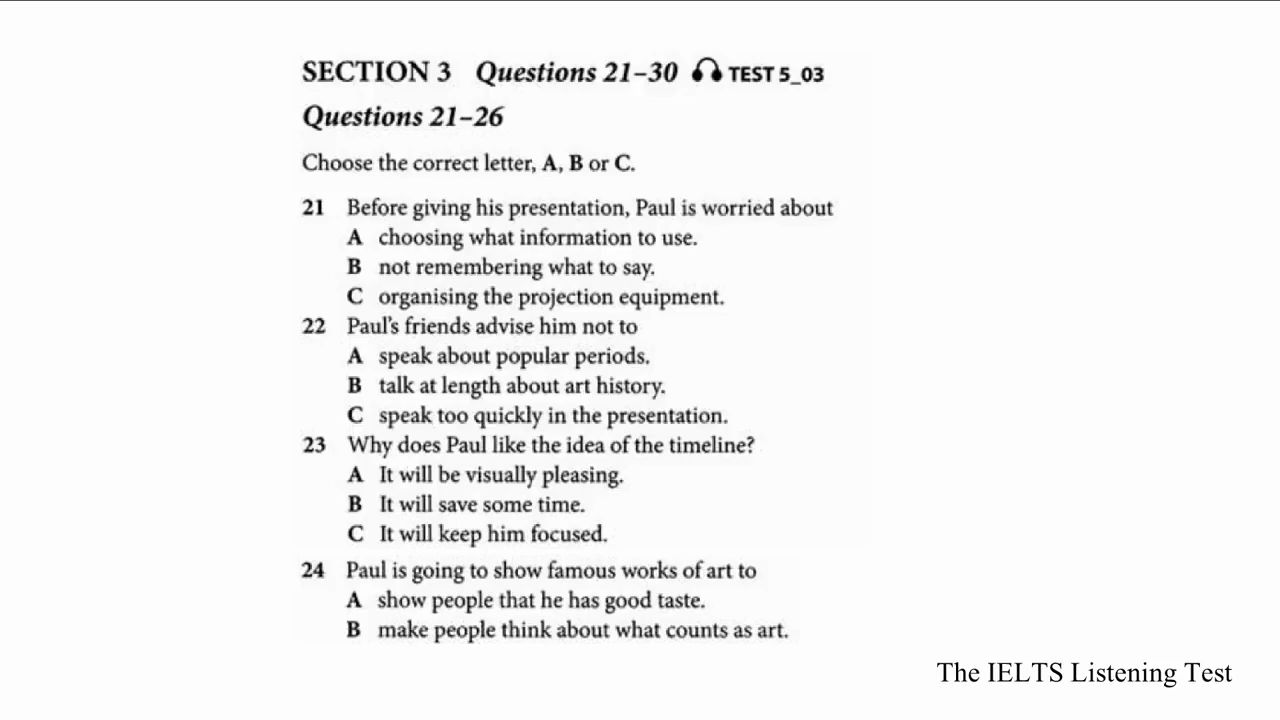 SECTION 3 Questions 21–30 TEST 5_03
Questions 21–26
Choose the correct letter, A, B or C.
21 Before giving his presentation, Paul is worried about
A choosing what information to use.
B not remembering what to say.
C organising the projection equipment.
22 Paul's friends advise him not to
A speak about popular periods.
B talk at length about art history.
C speak too quickly in the presentation.
23 Why does Paul like the idea of the timeline?
A It will be visually pleasing.
B It will save some time.
C It will keep him focused.
24 Paul is going to show famous works of art to
A show people that he has good taste.
B make people think about what counts as art.
The IELTS Listening Test